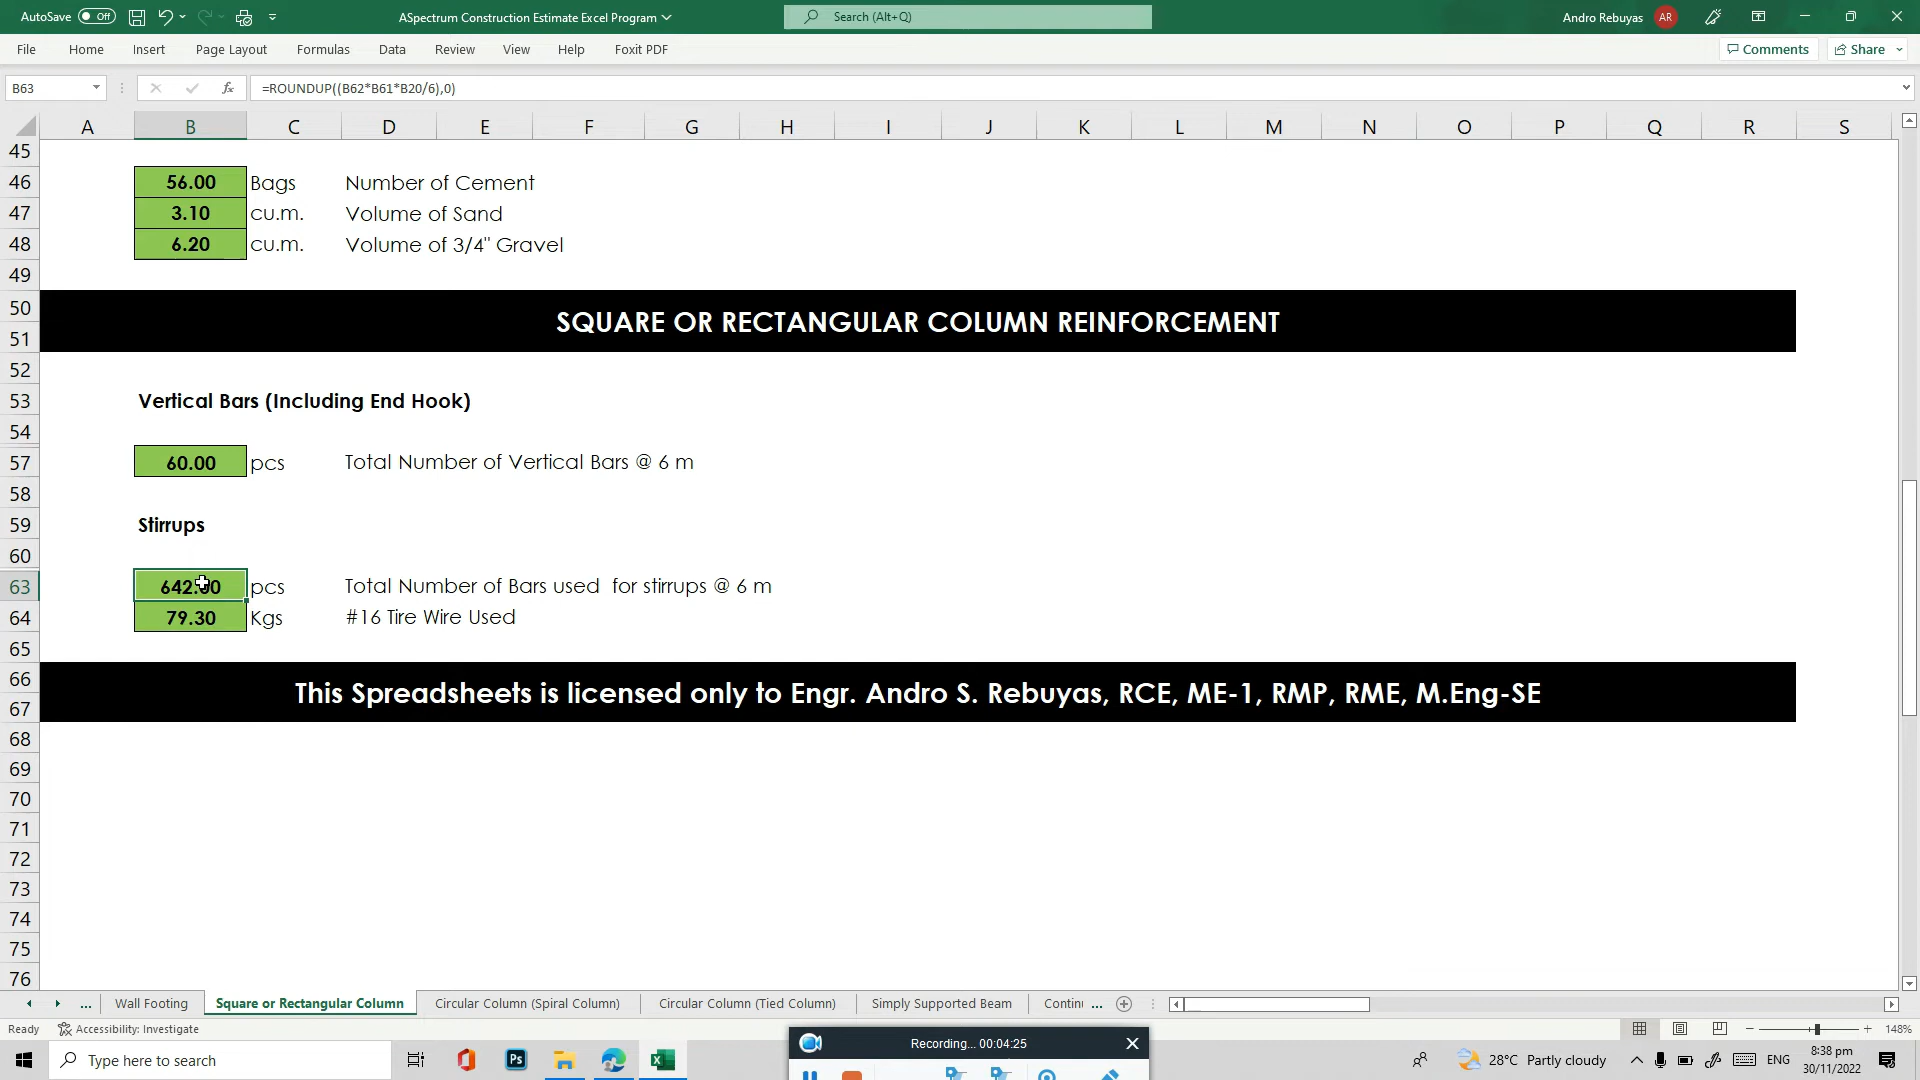 AutoSave Off ASpectrum Construction Estimate Excel Program Search (Alt+Q) Andro Rebuyas AR
File Home Insert Page Layout Formulas Data Review View Help Foxit PDF Comments Share
B63 fx =ROUNDUP((B62*B61*B20/6),0)
A B C D E F G H I J K L M N O P Q R S
45
46 56.00 Bags Number of Cement
47 3.10 cu.m. Volume of Sand
48 6.20 cu.m. Volume of 3/4" Gravel
49
50
SQUARE OR RECTANGULAR COLUMN REINFORCEMENT
51
52
53 Vertical Bars (Including End Hook)
54
57 60.00 pcs Total Number of Vertical Bars @ 6 m
58
59 Stirrups
60
63 642.00 pcs Total Number of Bars used for stirrups @ 6 m
64 79.30 Kgs #16 Tire Wire Used
65
66
This Spreadsheets is licensed only to Engr. Andro S. Rebuyas, RCE, ME-1, RMP, RME, M.Eng-SE
67
68
69
70
71
72
73
74
75
76
... Wall Footing Square or Rectangular Column Circular Column (Spiral Column) Circular Column (Tied Column) Simply Supported Beam Contin ...
Ready Accessibility: Investigate 148%
Recording... 00:04:25
Type here to search Ps 28°C Partly cloudy ENG 8:38 pm
30/11/2022